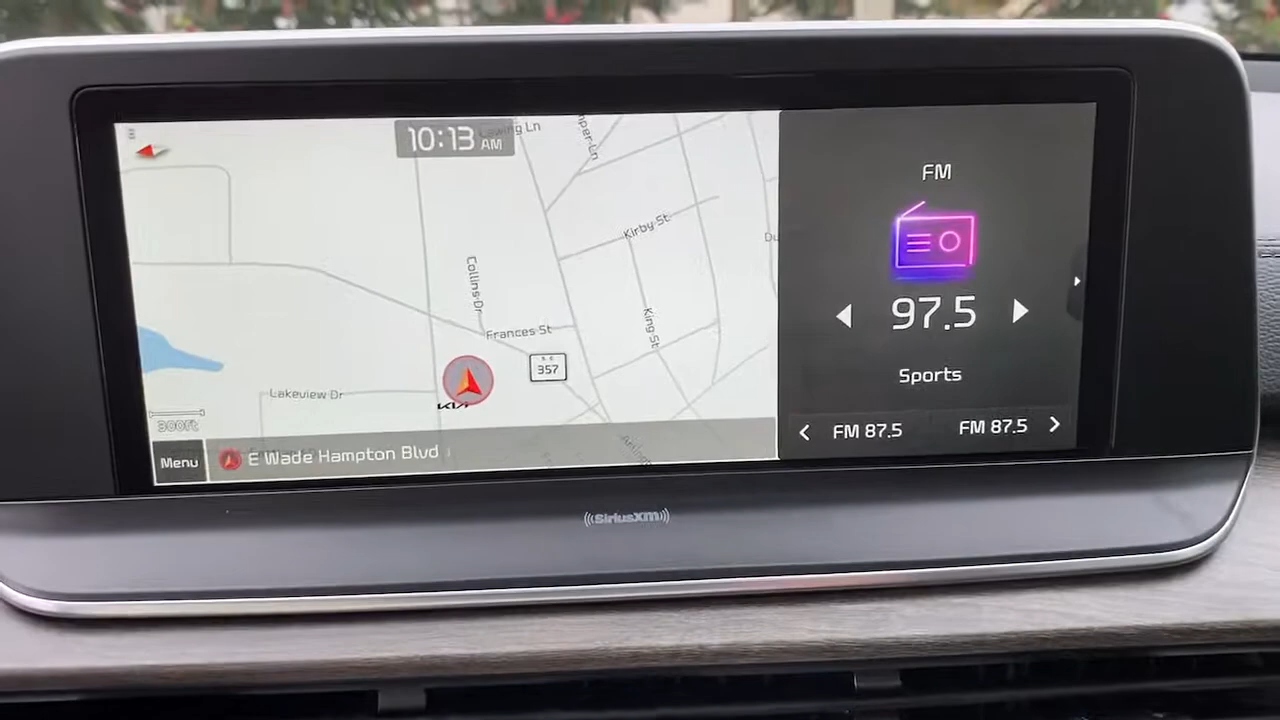 10:13 AM
Lawing Ln
FM
Kirby St
Collins Dr
King St
Frances St
357
97.5
Sports
Lakeview Dr
KIA
300ft
Menu
E Wade Hampton Blvd
FM 87.5
FM 87.5
((SiriusXM))